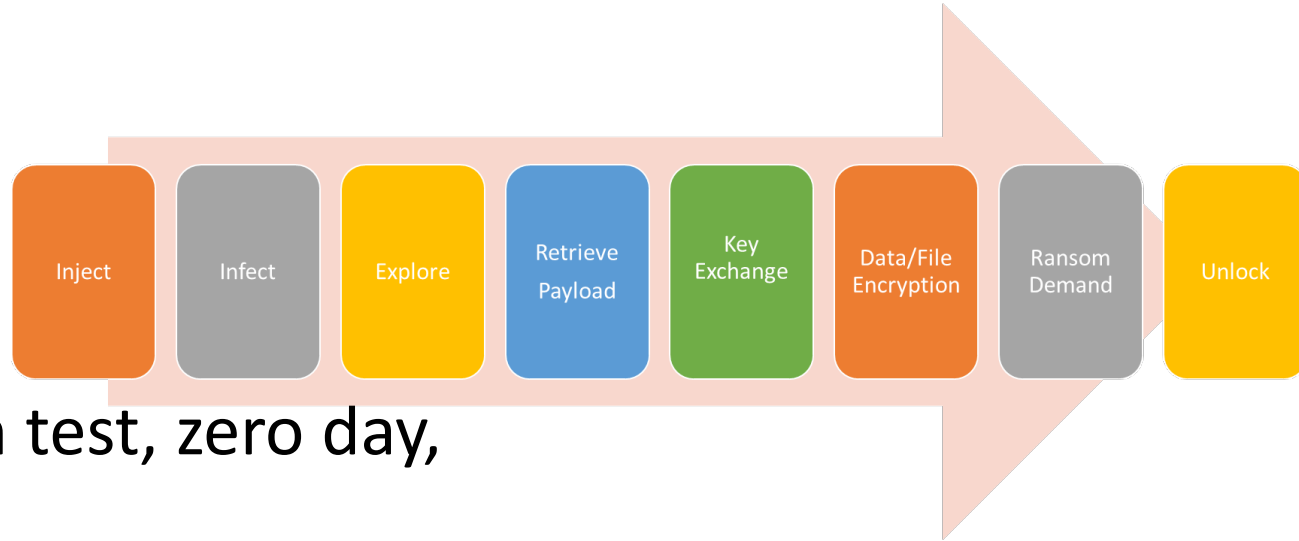 Inject
Infect
Explore
Retrieve
Payload
Key
Exchange
Data/File
Encryption
Ransom
Demand
Unlock
test, zero day,